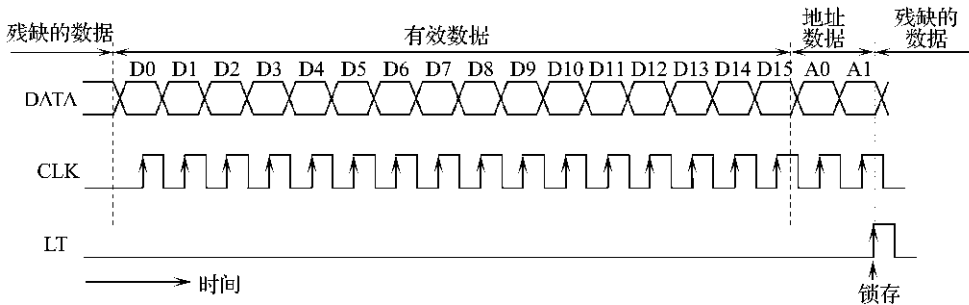 残缺的数据 有效数据 地址数据 残缺的数据
D0 D1 D2 D3 D4 D5 D6 D7 D8 D9 D10 D11 D12 D13 D14 D15 A0 A1
DATA
CLK
LT
时间
锁存